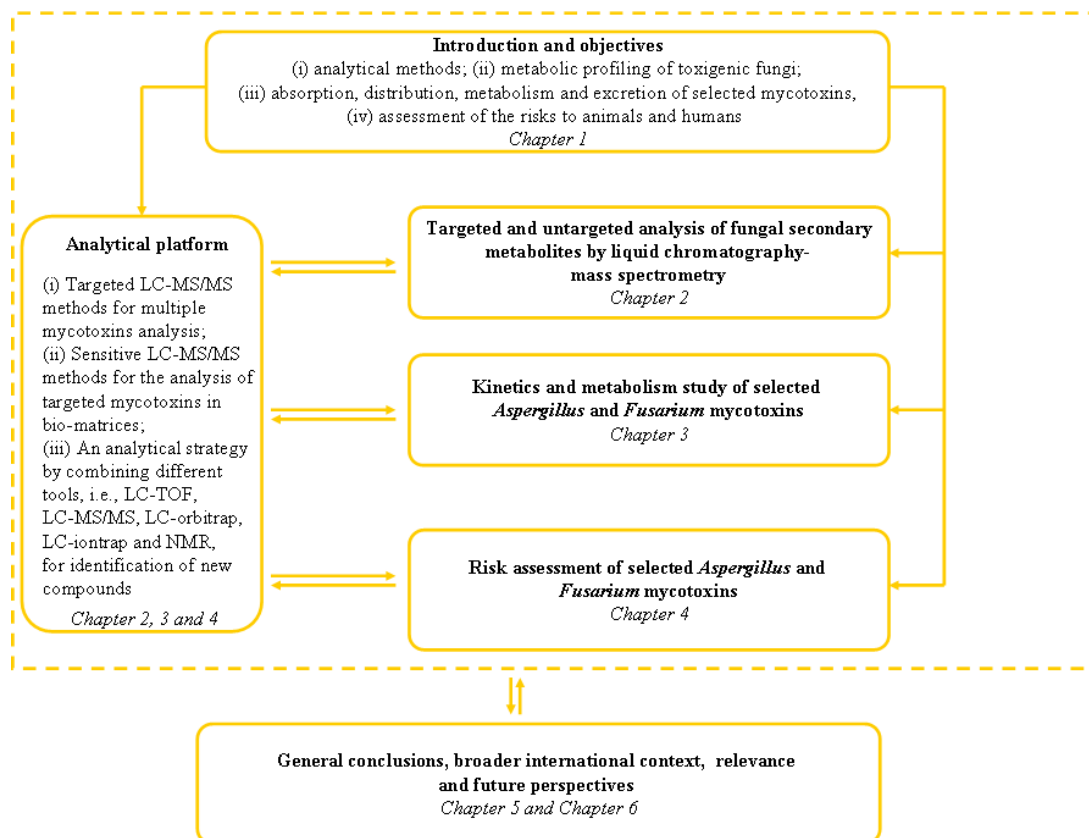 Introduction and objectives
(i) analytical methods; (ii) metabolic profiling of toxigenic fungi;
(iii) absorption, distribution, metabolism and excretion of selected mycotoxins,
(iv) assessment of the risks to animals and humans
Chapter 1
Analytical platform
(i) Targeted LC-MS/MS
methods for multiple
mycotoxins analysis;
(ii) Sensitive LC-MS/MS
methods for the analysis of
targeted mycotoxins in
bio-matrices;
(iii) An analytical strategy
by combining different
tools, i.e., LC-TOF,
LC-MS/MS, LC-orbitrap,
LC-iontrap and NMR,
for identification of new
compounds
Chapter 2, 3 and 4
Targeted and untargeted analysis of fungal secondary
metabolites by liquid chromatography-
mass spectrometry
Chapter 2
Kinetics and metabolism study of selected
Aspergillus and Fusarium mycotoxins
Chapter 3
Risk assessment of selected Aspergillus and
Fusarium mycotoxins
Chapter 4
General conclusions, broader international context, relevance
and future perspectives
Chapter 5 and Chapter 6